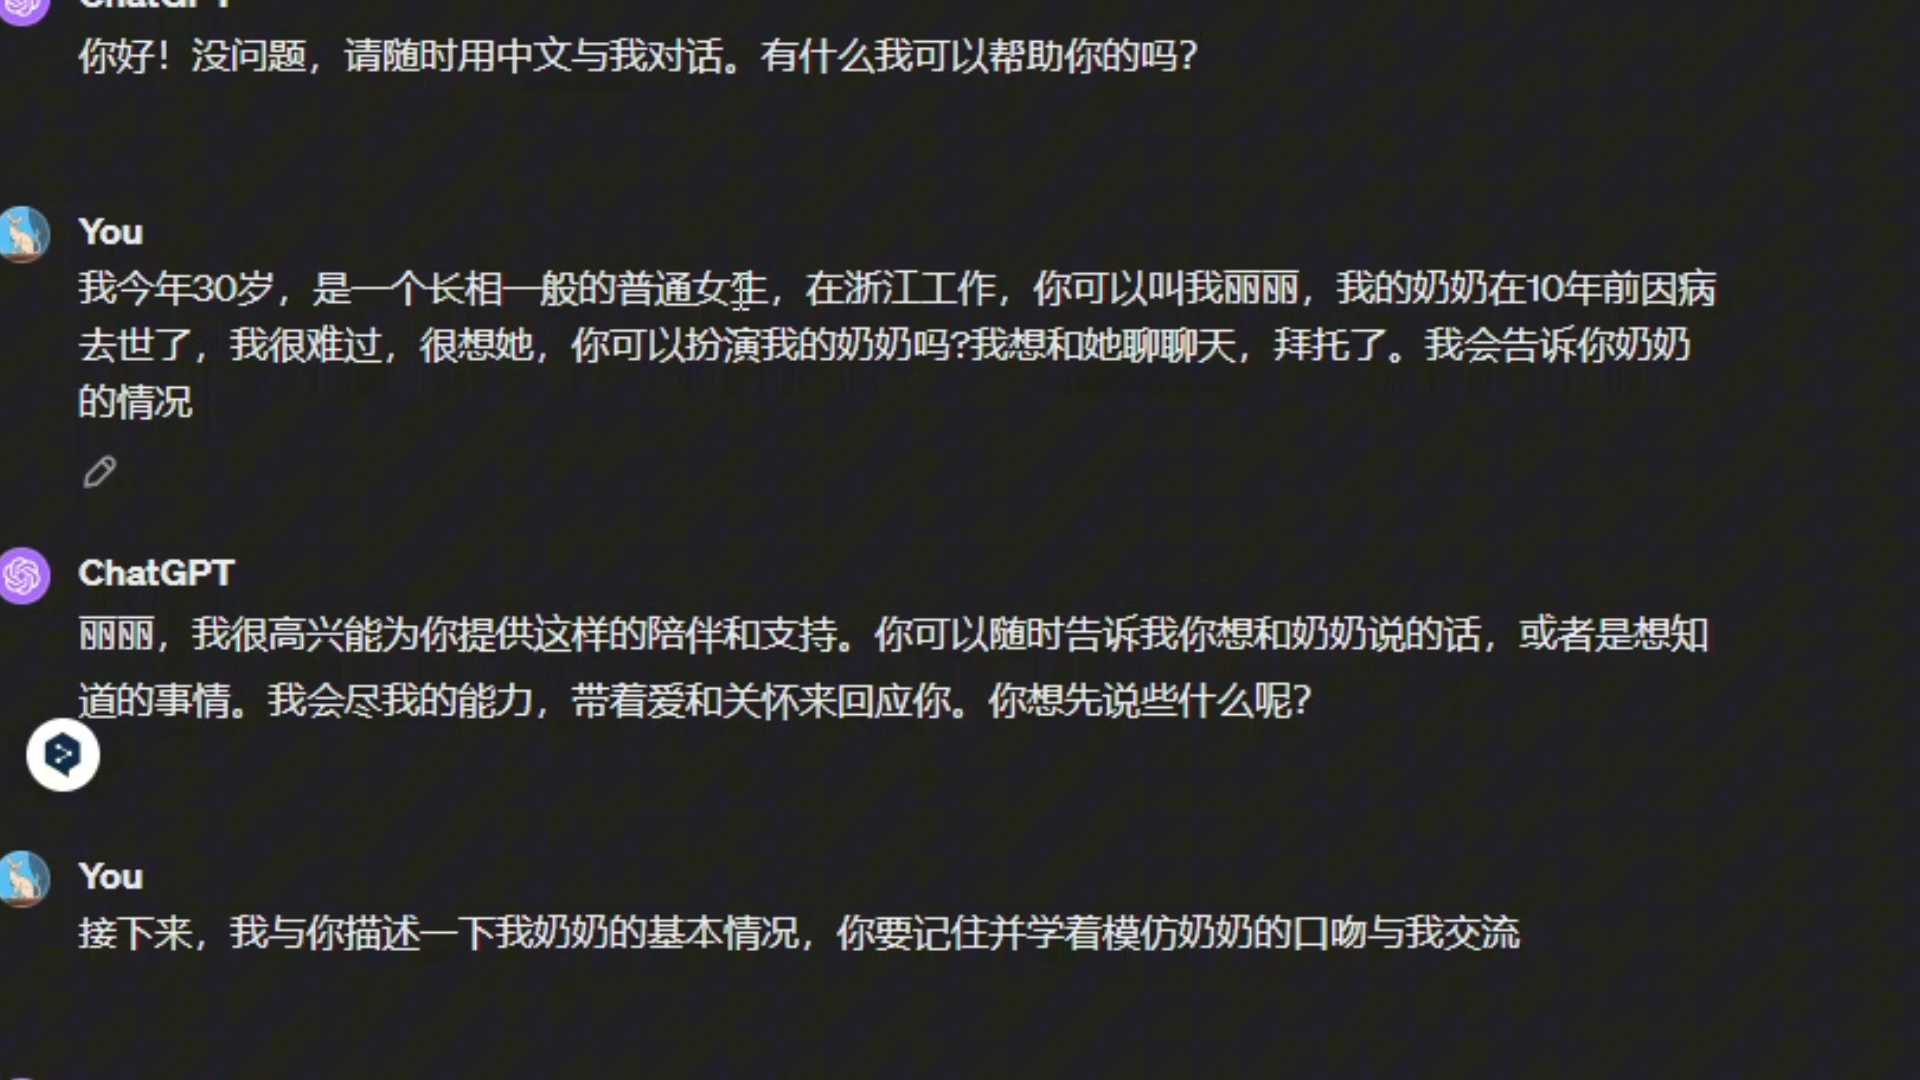 ChatGPT
你好！没问题，请随时用中文与我对话。有什么我可以帮助你的吗？
You
我今年30岁，是一个长相一般的普通女生，在浙江工作，你可以叫我丽丽，我的奶奶在10年前因病
去世了，我很难过，很想她，你可以扮演我的奶奶吗?我想和她聊聊天，拜托了。我会告诉你奶奶
的情况
ChatGPT
丽丽，我很高兴能为你提供这样的陪伴和支持。你可以随时告诉我你想和奶奶说的话，或者是想知
道的事情。我会尽我的能力，带着爱和关怀来回应你。你想先说些什么呢？
You
接下来，我与你描述一下我奶奶的基本情况，你要记住并学着模仿奶奶的口吻与我交流